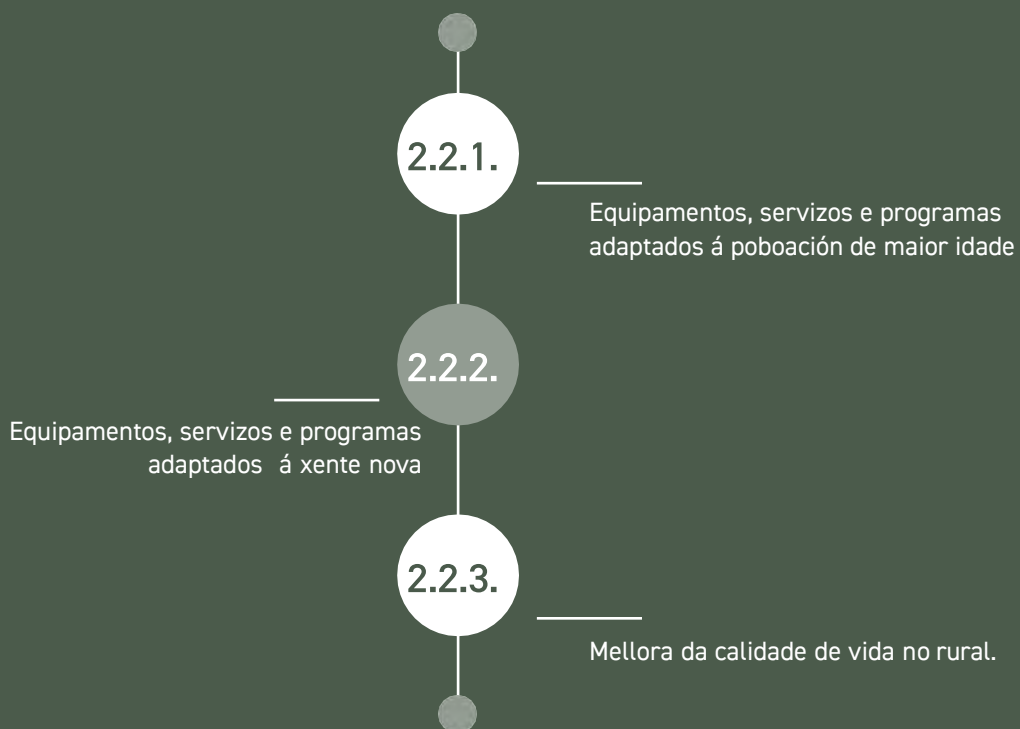 2.2.1.
Equipamentos, servizos e programas
adaptados á poboación de maior idade
2.2.2.
Equipamentos, servizos e programas
adaptados á xente nova
2.2.3.
Mellora da calidade de vida no rural.